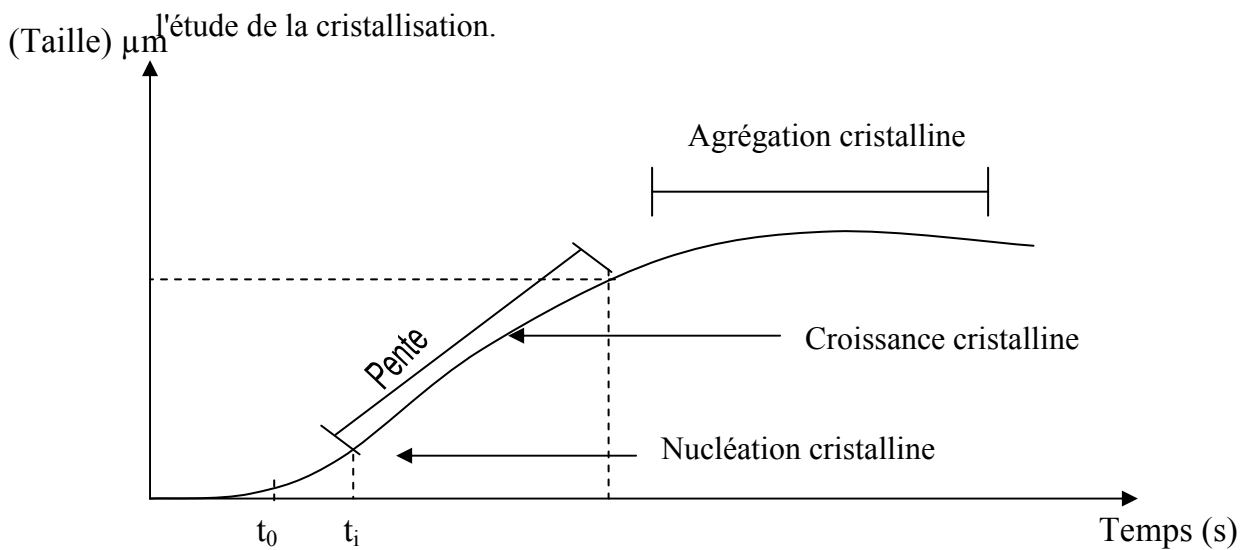 l'étude de la cristallisation.
(Taille) µm
Agrégation cristalline
Pente
Croissance cristalline
Nucléation cristalline
t₀
tᵢ
Temps (s)